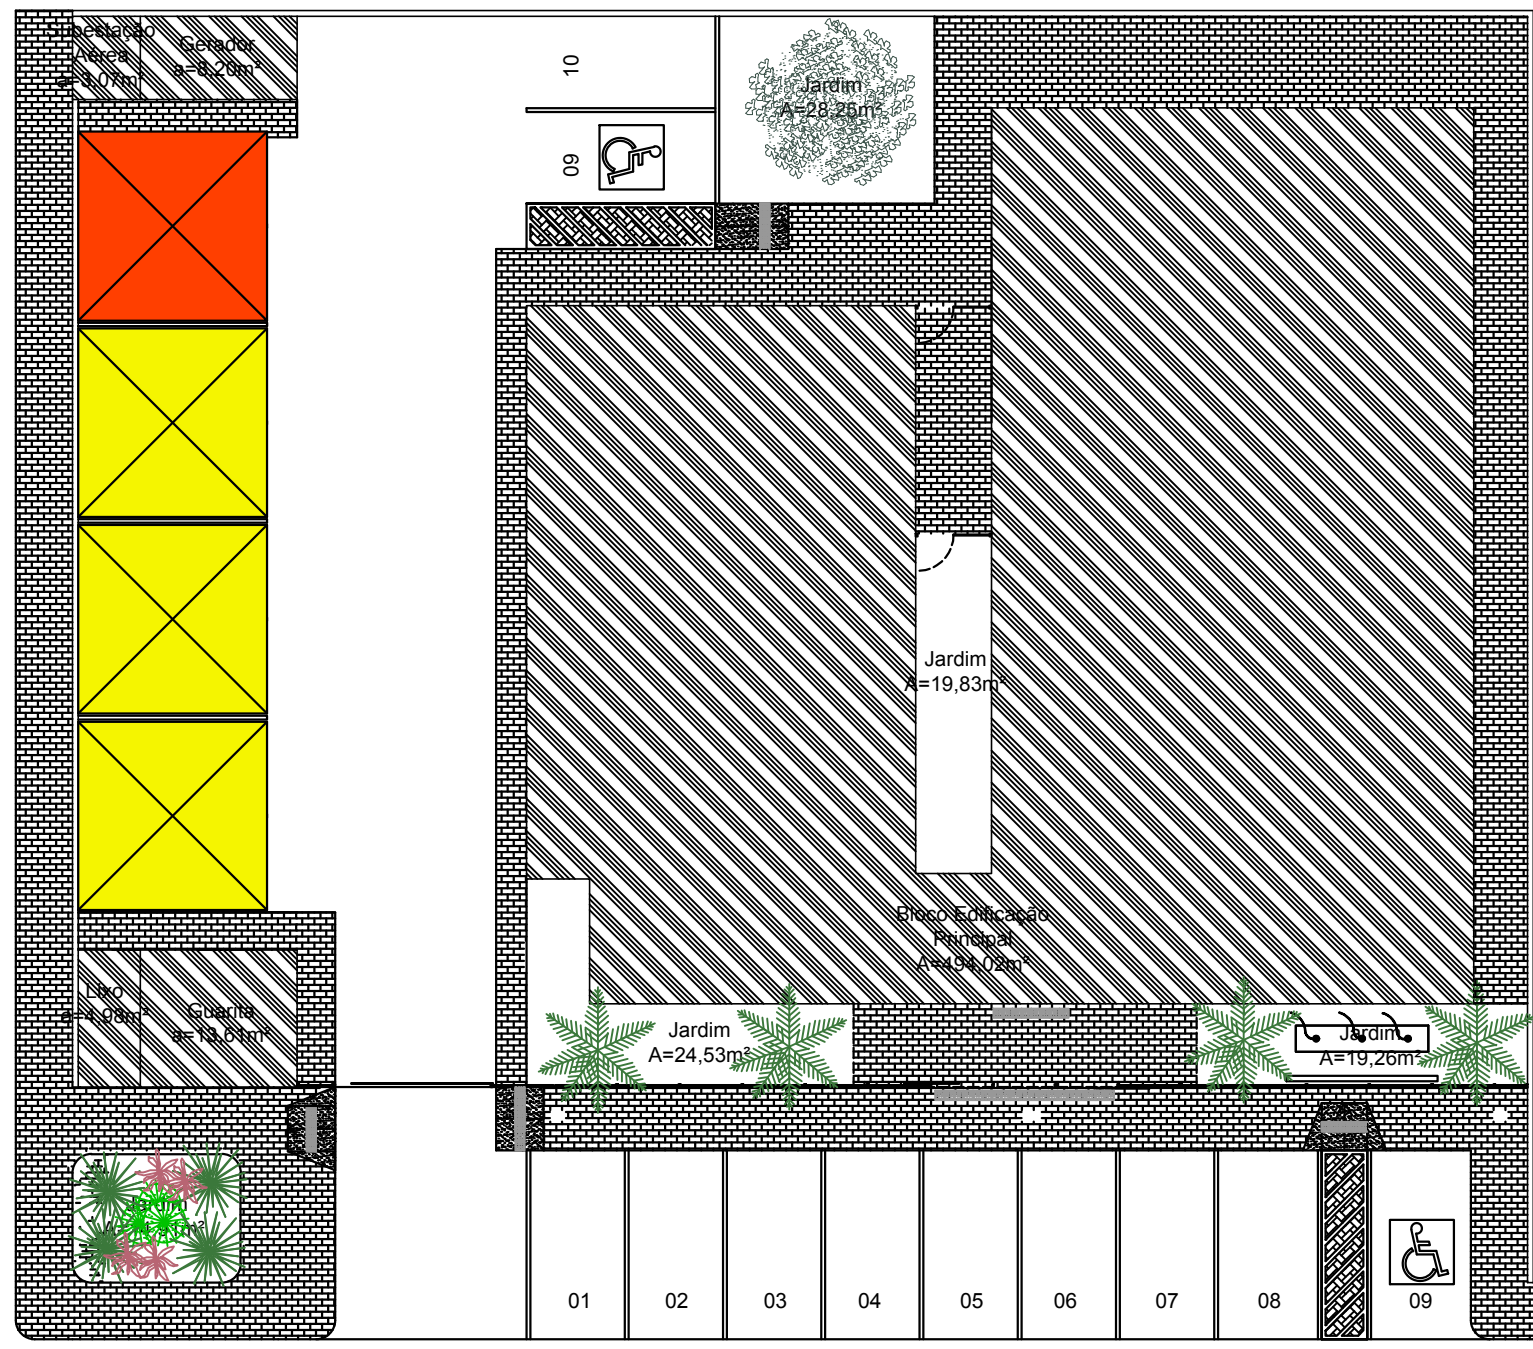 Subestação
Aérea
a=3.07m²
Gerador
a=8.20m²
10
09
Jardim
A=28.26m²
Jardim
A=19,83m²
Bloco Edificação
Principal
A=494,02m²
Lixo
a=4,98m²
Guarita
a=13,61m²
Jardim
A=24,53m²
Jardim
A=19,26m²
Jardim
01
02
03
04
05
06
07
08
09